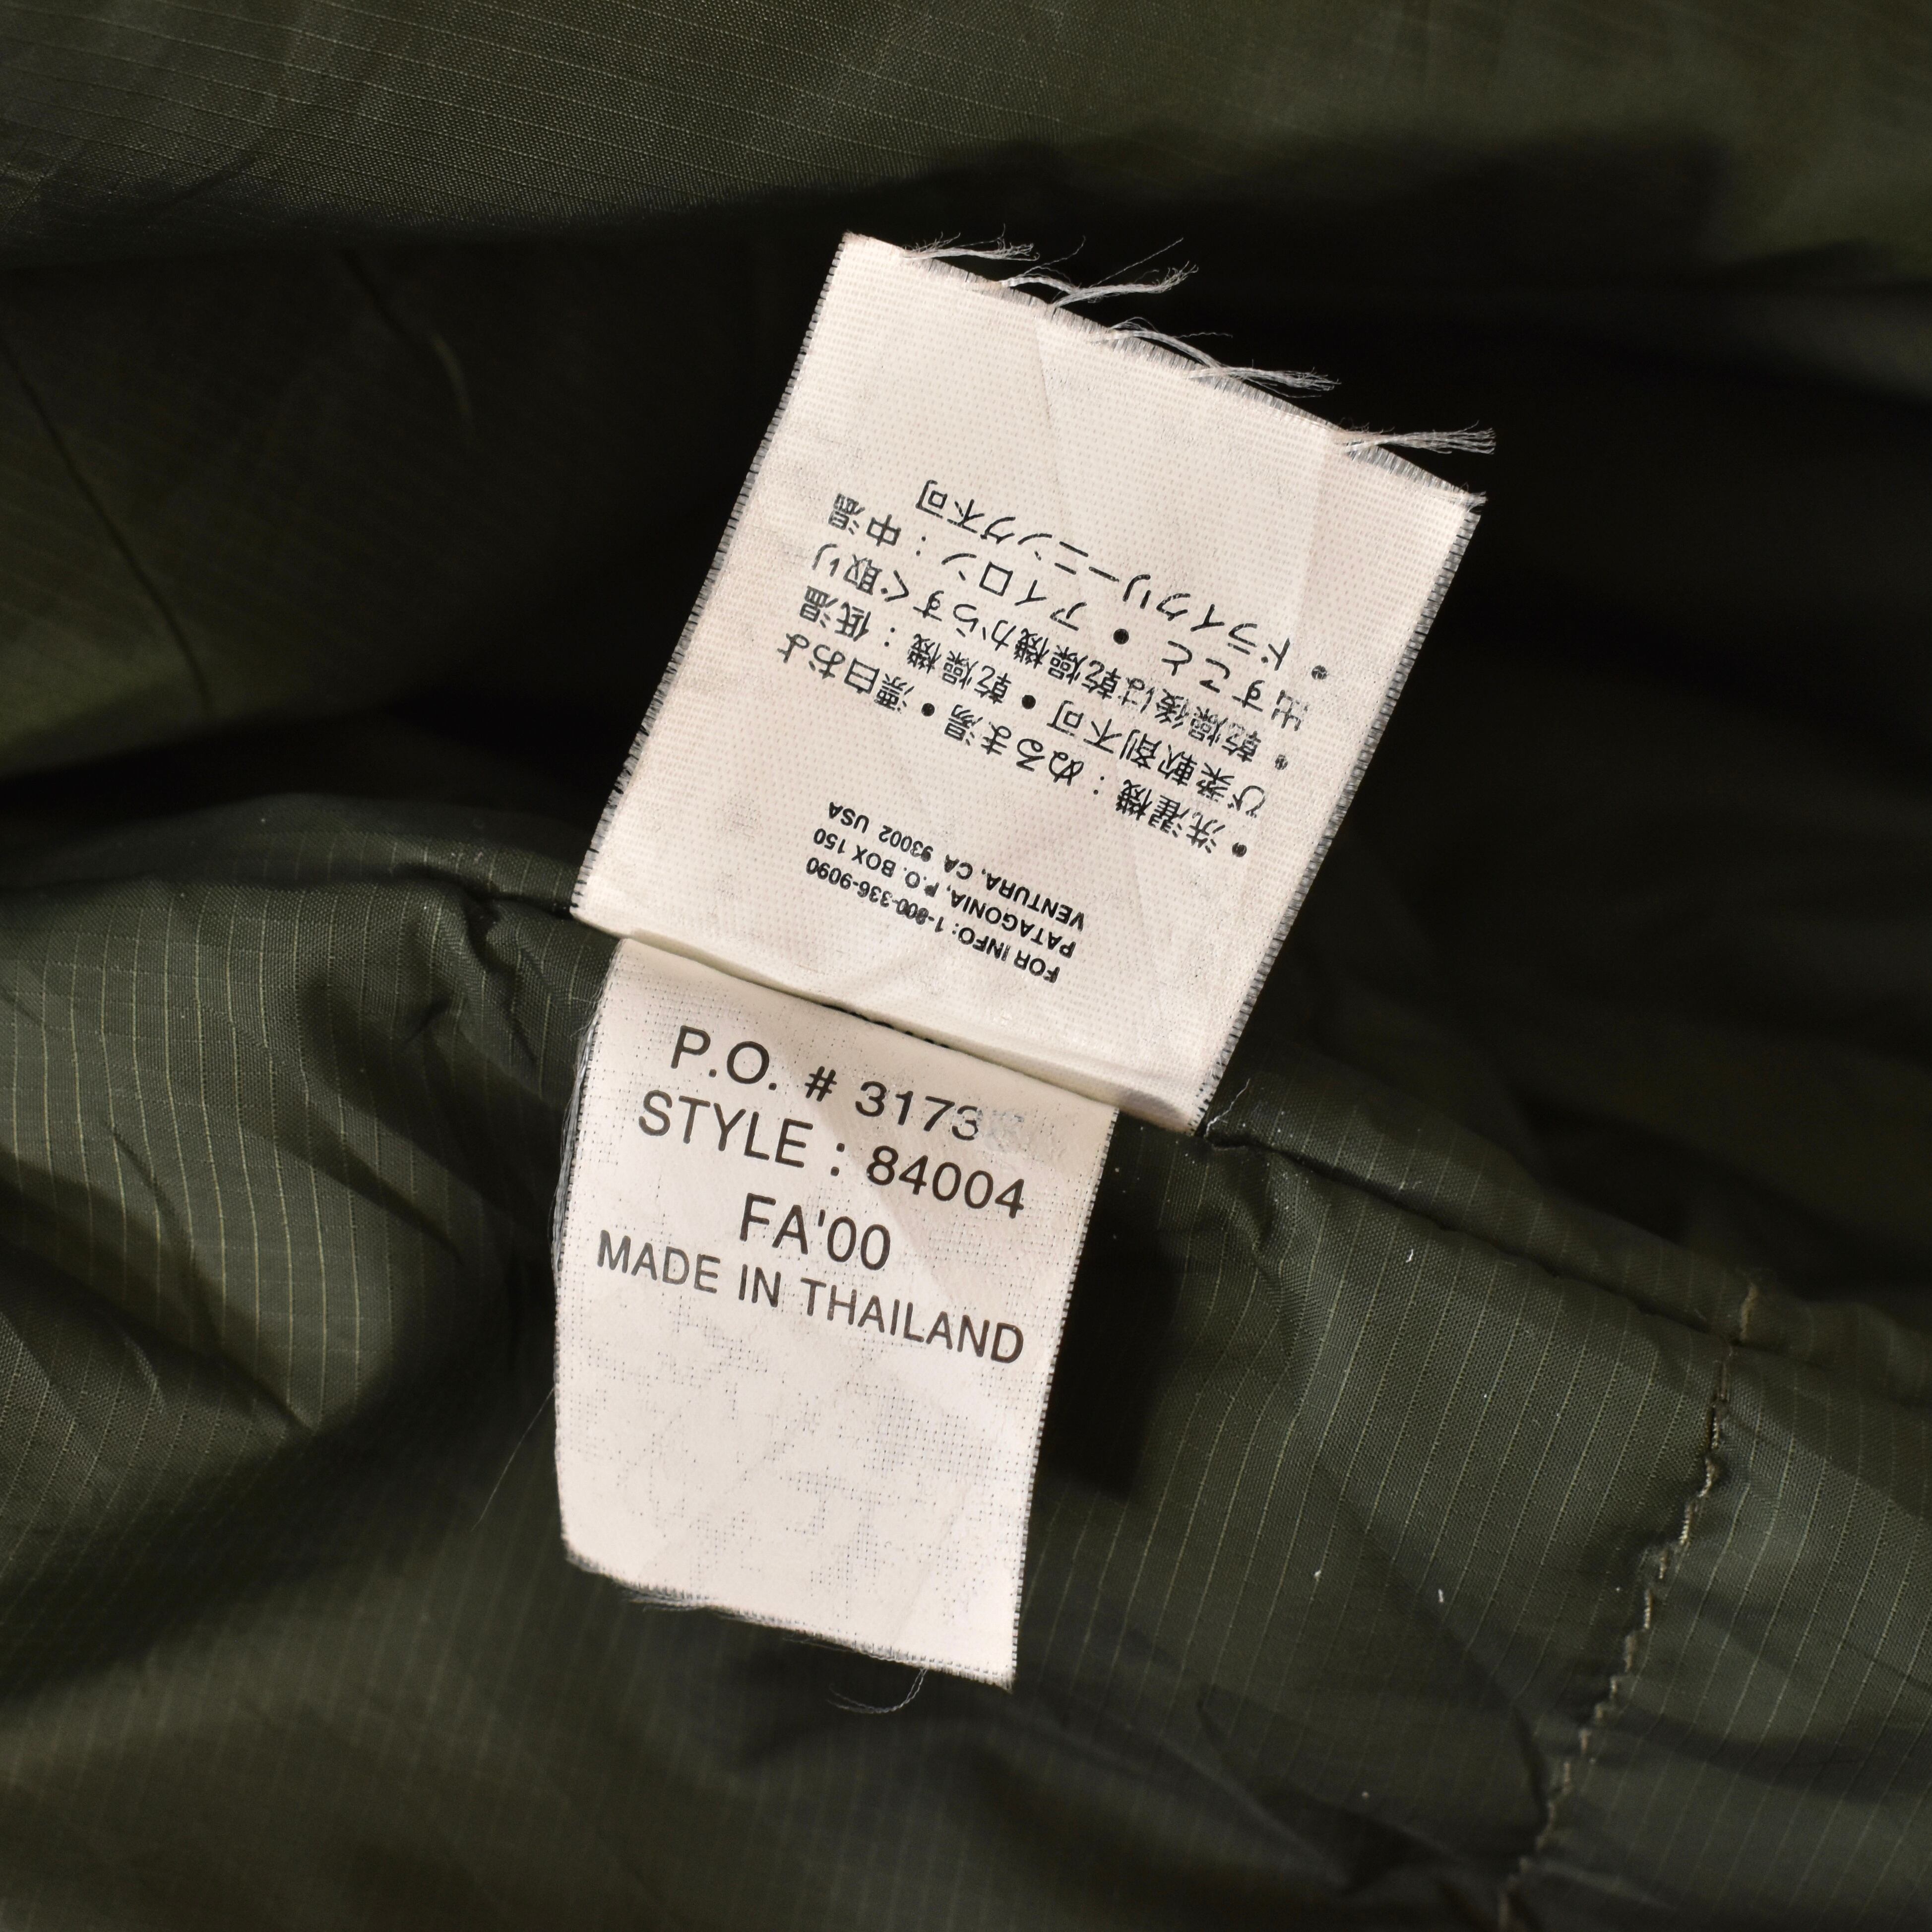 • 洗濯機：ぬるま湯 • 漂白およ
び柔軟剤不可 • 乾燥機：低温
• 乾燥後は乾燥機からすぐ取り
出すこと • アイロン：中温
• ドライクリーニング不可
FOR INFO: 1-800-336-9090
PATAGONIA, P.O. BOX 150
VENTURA, CA 93002 USA
P.O. # 3173
STYLE : 84004
FA'00
MADE IN THAILAND